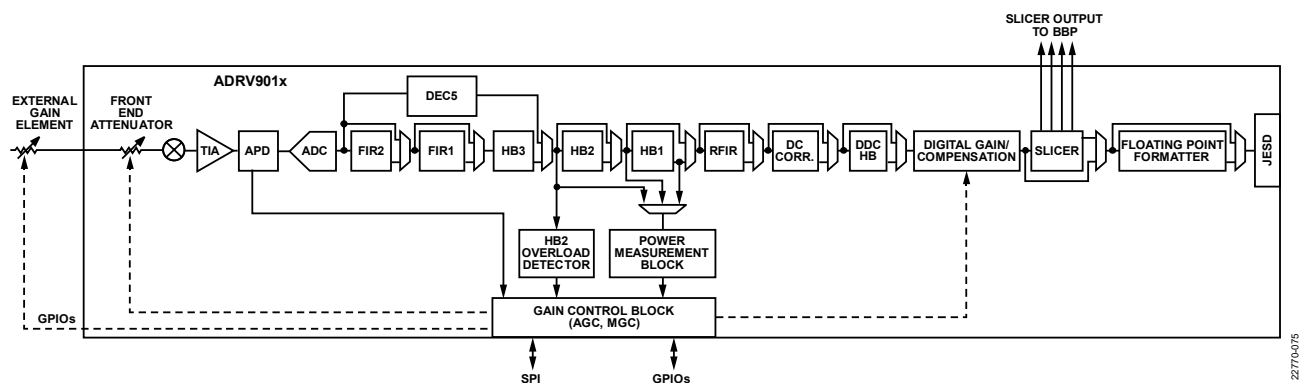 SLICER OUTPUT
TO BBP
ADRV901x
EXTERNAL
GAIN
ELEMENT
FRONT
END
ATTENUATOR
DEC5
TIA
APD
ADC
FIR2
FIR1
HB3
HB2
HB1
RFIR
DC
CORR.
DDC
HB
DIGITAL GAIN/
COMPENSATION
SLICER
FLOATING POINT
FORMATTER
JESD
HB2
OVERLOAD
DETECTOR
POWER
MEASUREMENT
BLOCK
GPIOs
GAIN CONTROL BLOCK
(AGC, MGC)
SPI
GPIOs
22770-075